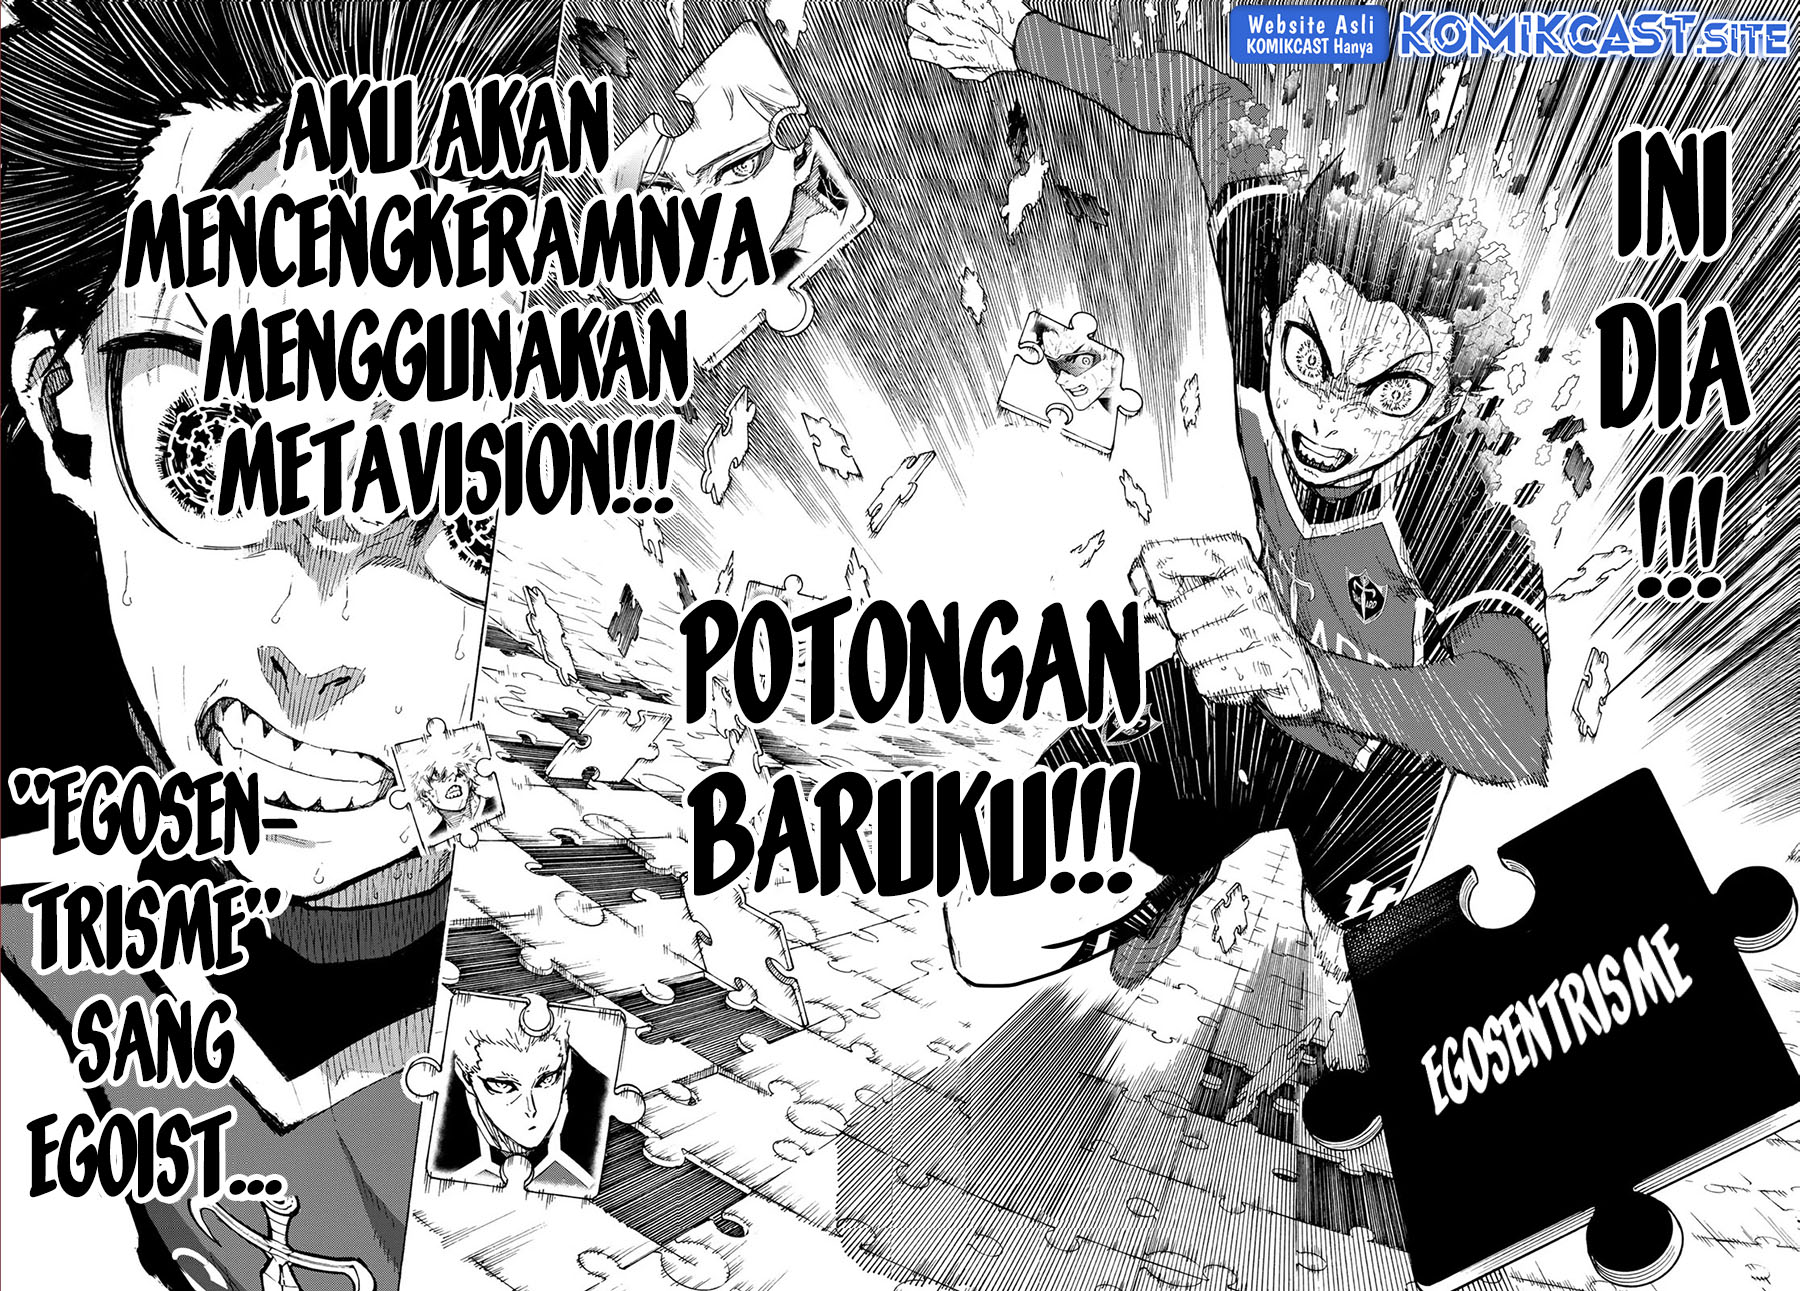 Website Asli
KOMIKCAST Hanya
KOMIKCAST.SITE
INI
DIA
!!!
POTONGAN
BARUKU!!!
EGOSENTRISME
AKU AKAN
MENCENGKERAMNYA
MENGGUNAKAN
METAVISION!!!
"EGOSEN-
TRISME"
SANG
EGOIST...